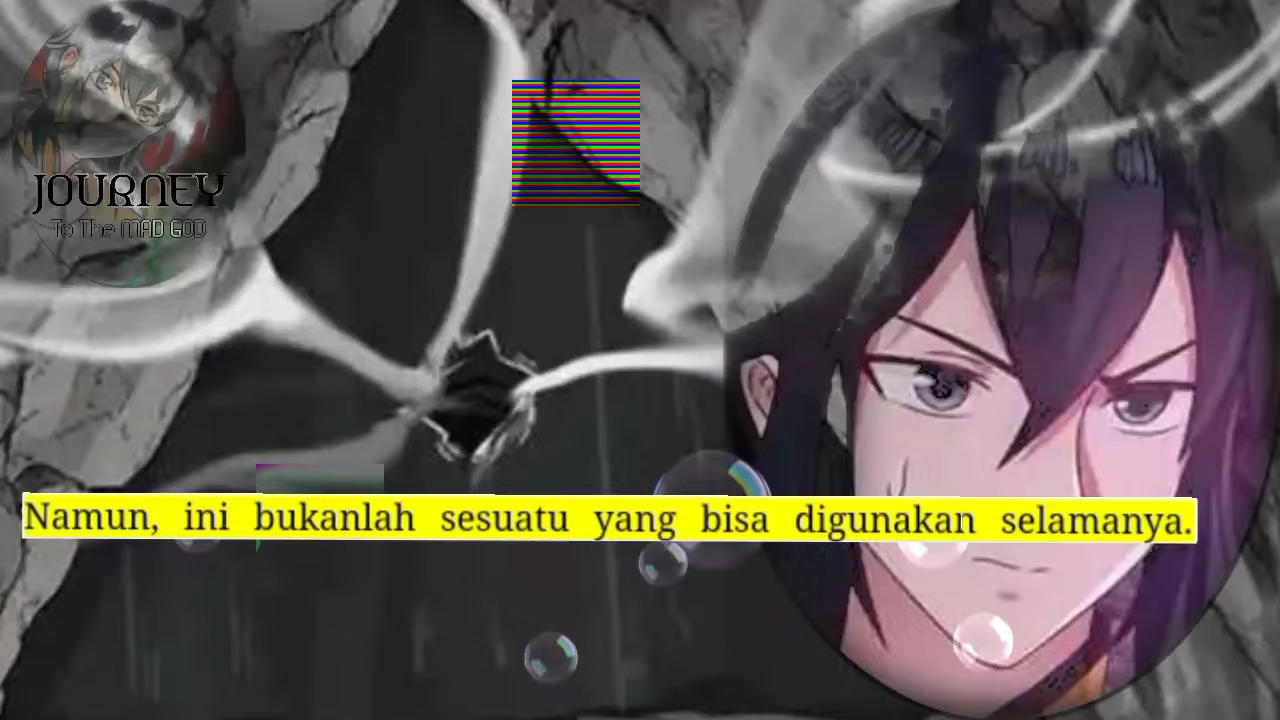 JOURNEY
To The MAD GOD
Namun, ini bukanlah sesuatu yang bisa digunakan selamanya.